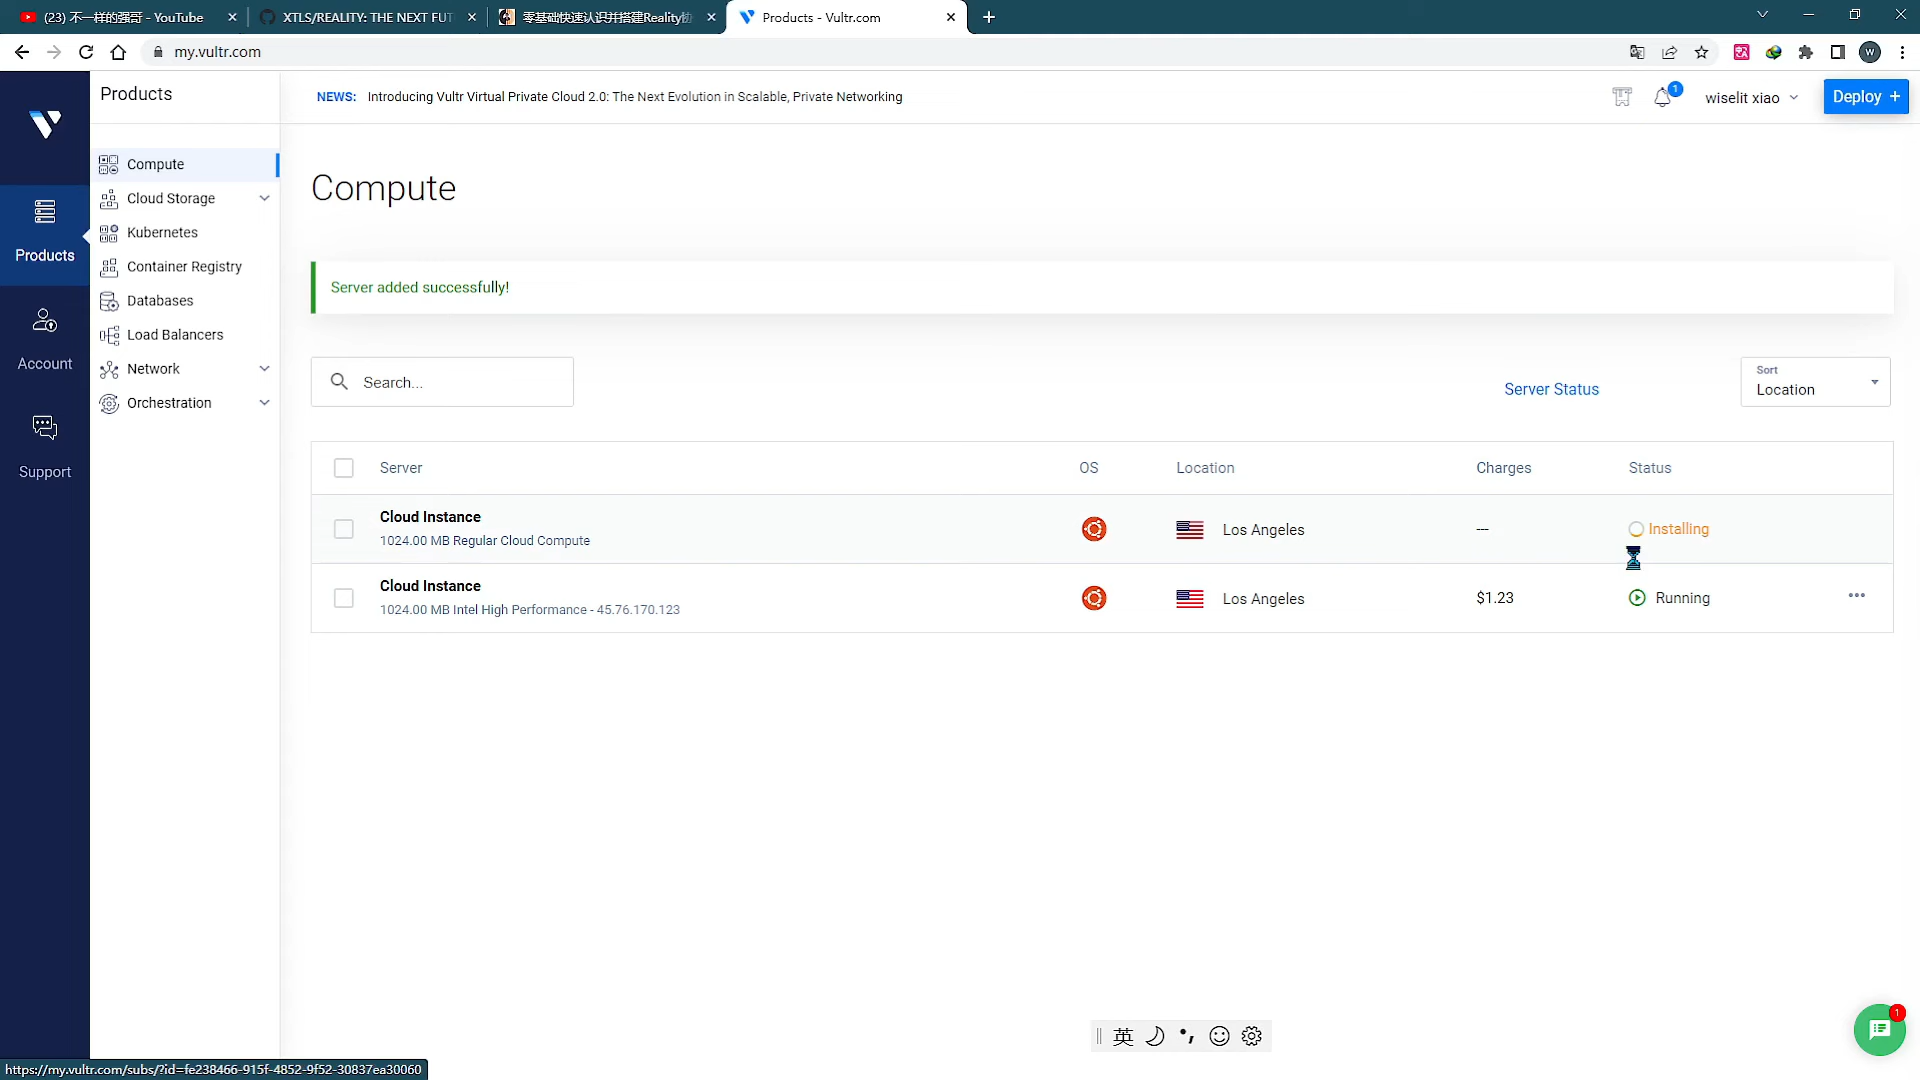 (23) 不一样的强哥 - YouTube
XTLS/REALITY: THE NEXT FUT
零基础快速认识并搭建Reality协
Products - Vultr.com
my.vultr.com
W
Products
NEWS: Introducing Vultr Virtual Private Cloud 2.0: The Next Evolution in Scalable, Private Networking
1
wiselit xiao
Deploy +
Products
Account
Support
Compute
Cloud Storage
Kubernetes
Container Registry
Databases
Load Balancers
Network
Orchestration
Compute
Server added successfully!
Search...
Server Status
Sort
Location
Server OS Location Charges Status
Cloud Instance
1024.00 MB Regular Cloud Compute
Los Angeles
---
Installing
Cloud Instance
1024.00 MB Intel High Performance - 45.76.170.123
Los Angeles
$1.23
Running
英
1
https://my.vultr.com/subs/?id=fe238466-915f-4852-9f52-30837ea30060